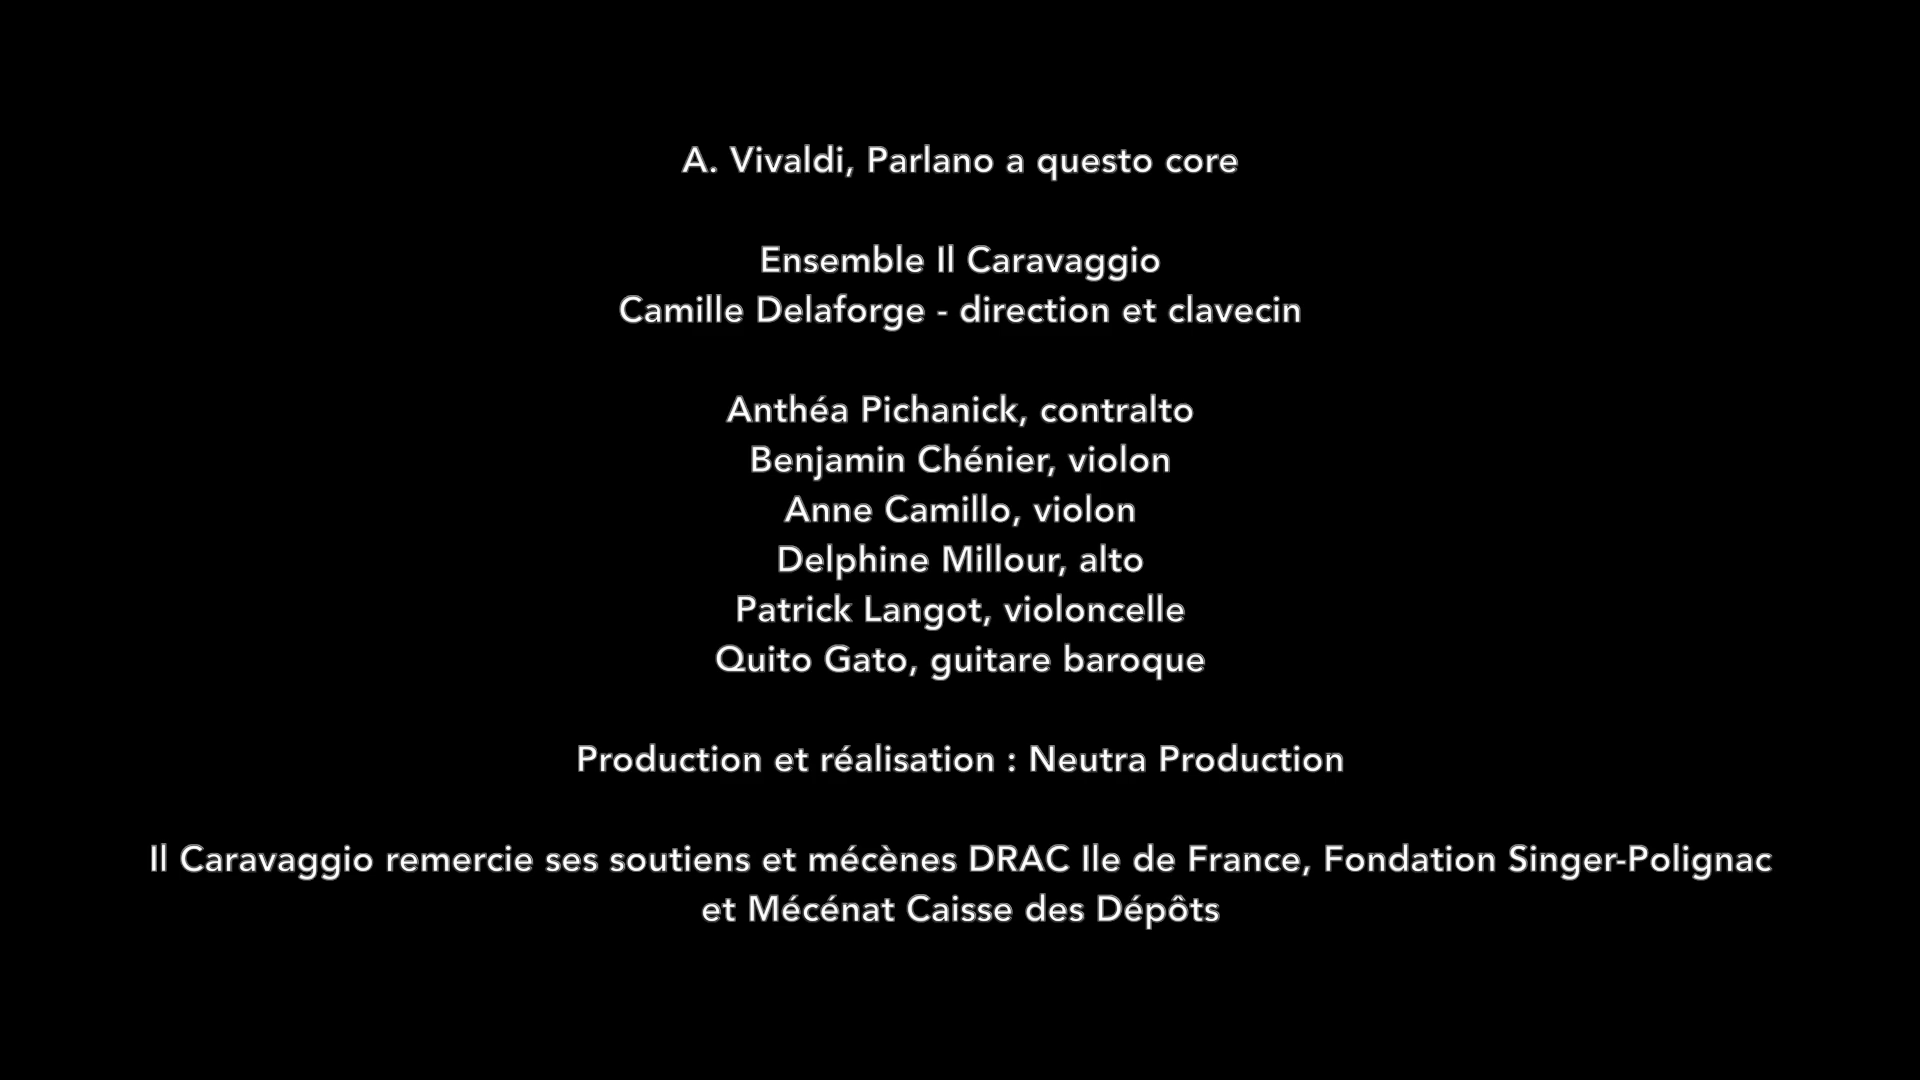 A. Vivaldi, Parlano a questo core
Ensemble Il Caravaggio
Camille Delaforge - direction et clavecin
Anthéa Pichanick, contralto
Benjamin Chénier, violon
Anne Camillo, violon
Delphine Millour, alto
Patrick Langot, violoncelle
Quito Gato, guitare baroque
Production et réalisation : Neutra Production
Il Caravaggio remercie ses soutiens et mécènes DRAC Ile de France, Fondation Singer-Polignac
et Mécénat Caisse des Dépôts